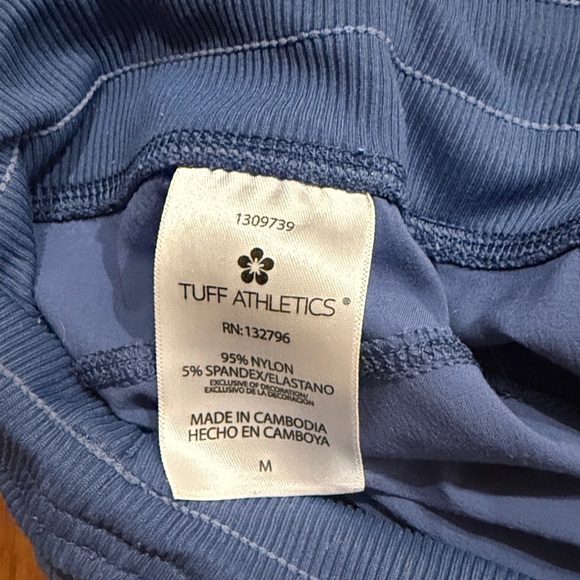 1309739
TUFF ATHLETICS ®
RN: 132796
95% NYLON
5% SPANDEX/ELASTANO
EXCLUSIVE OF DECORATION/
EXCLUSIVO DE LA DECORACIÓN
MADE IN CAMBODIA
HECHO EN CAMBOYA
M